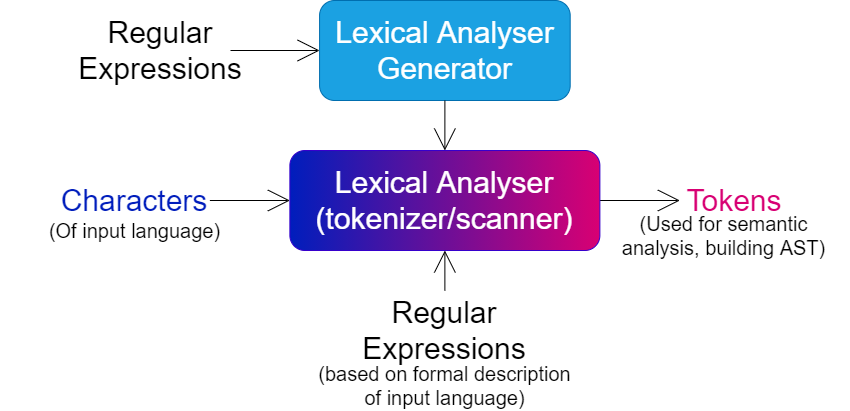 Regular
Expressions
Lexical Analyser
Generator
Characters
(Of input language)
Lexical Analyser
(tokenizer/scanner)
Tokens
(Used for semantic
analysis, building AST)
Regular
Expressions
(based on formal description
of input language)